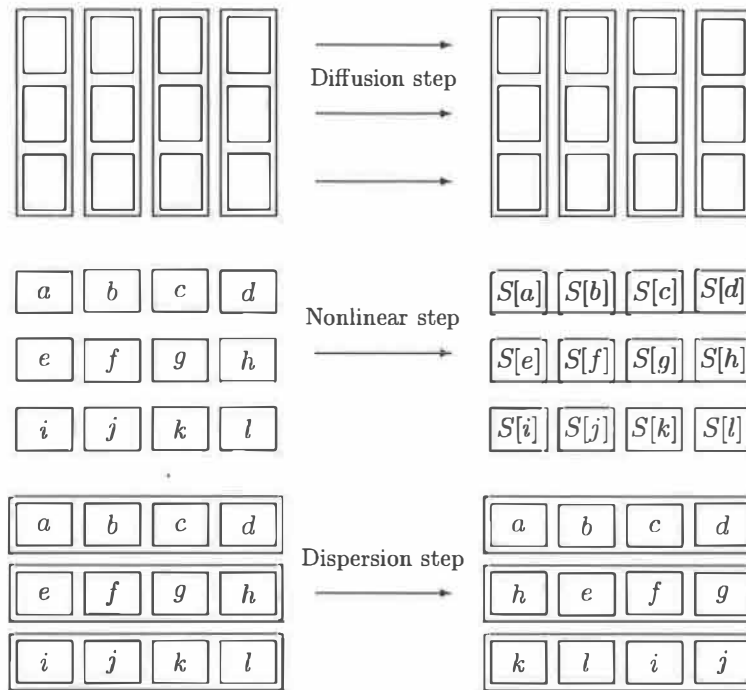 Diffusion step
a b c d S[a] S[b] S[c] S[d]
Nonlinear step
e f g h S[e] S[f] S[g] S[h]
i j k l S[i] S[j] S[k] S[l]
a b c d a b c d
Dispersion step
e f g h h e f g
i j k l k l i j